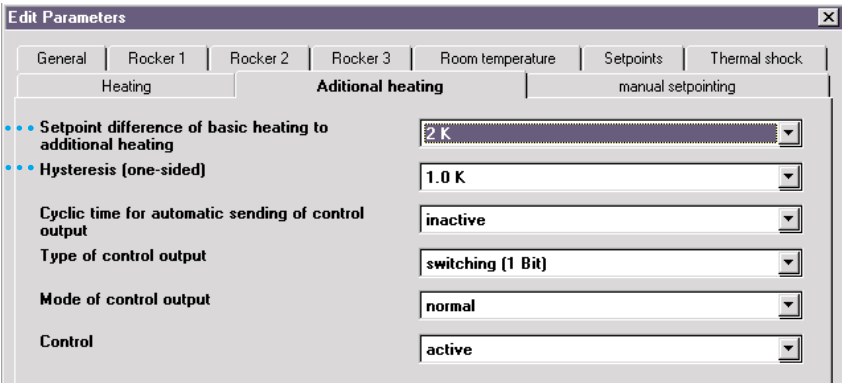 Edit Parameters
General Rocker 1 Rocker 2 Rocker 3 Room temperature Setpoints Thermal shock
Heating Aditional heating manual setpointing
Setpoint difference of basic heating to
additional heating
2 K
Hysteresis (one-sided)
1.0 K
Cyclic time for automatic sending of control
output
inactive
Type of control output
switching (1 Bit)
Mode of control output
normal
Control
active